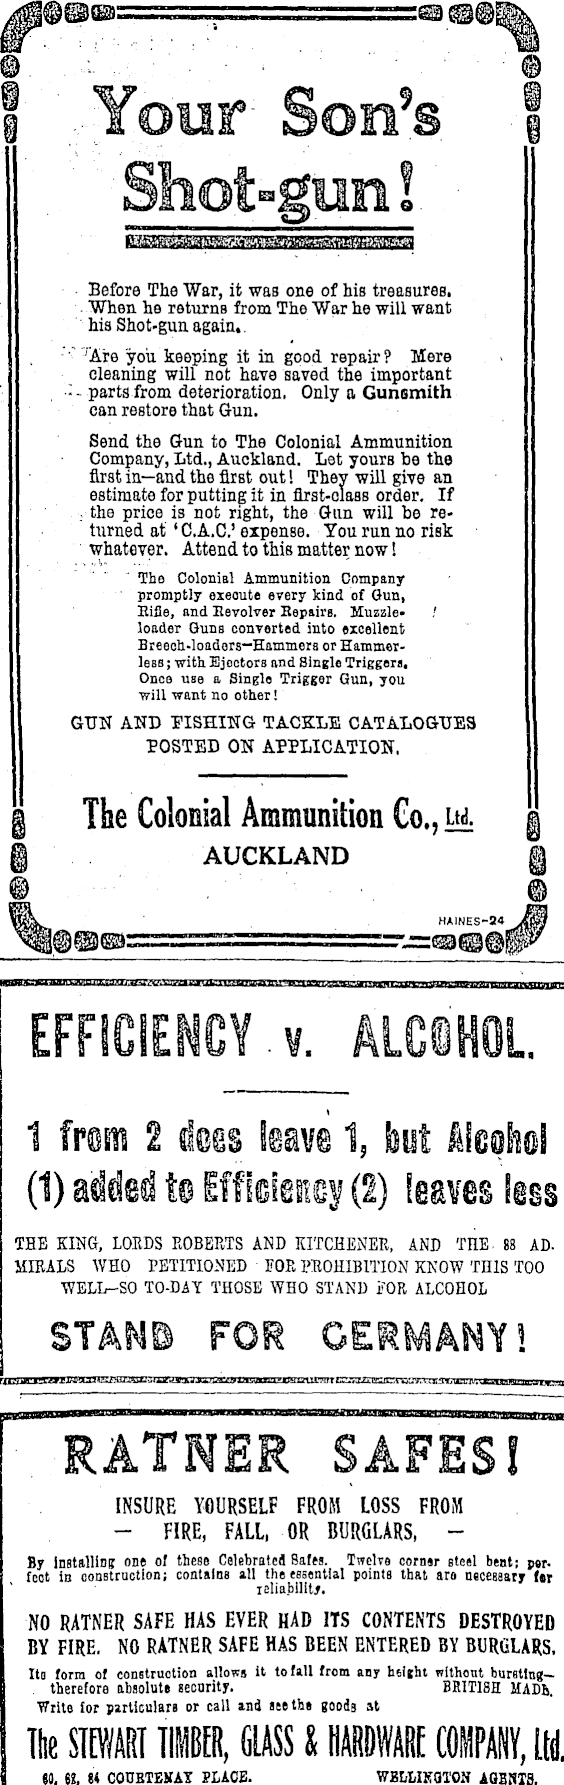 Your Son's
Shot-gun!
Before The War, it was one of his treasures.
When he returns from The War he will want
his Shot-gun again.
Are you keeping it in good repair? Mere
cleaning will not have saved the important
parts from deterioration. Only a Gunsmith
can restore that Gun.
Send the Gun to The Colonial Ammunition
Company, Ltd., Auckland. Let yours be the
first in—and the first out! They will give an
estimate for putting it in first-class order. If
the price is not right, the Gun will be re-
turned at 'C.A.C.' expense. You run no risk
whatever. Attend to this matter now!
The Colonial Ammunition Company
promptly execute every kind of Gun,
Rifle, and Revolver Repairs. Muzzle-
loader Guns converted into excellent
Breech-loaders—Hammers or Hammer-
less; with Ejectors and Single Triggers.
Once use a Single Trigger Gun, you
will want no other!
GUN AND FISHING TACKLE CATALOGUES
POSTED ON APPLICATION.
The Colonial Ammunition Co., Ltd.
AUCKLAND
HAINES-24
EFFICIENCY v. ALCOHOL.
1 from 2 does leave 1, but Alcohol
(1) added to Efficiency (2) leaves less
THE KING, LORDS ROBERTS AND KITCHENER, AND THE 88 AD-
MIRALS WHO PETITIONED FOR PROHIBITION KNOW THIS TOO
WELL—SO TO-DAY THOSE WHO STAND FOR ALCOHOL
STAND FOR GERMANY!
RATNER SAFES!
INSURE YOURSELF FROM LOSS FROM
— FIRE, FALL, OR BURGLARS, —
By installing one of these Celebrated Safes. Twelve corner steel bent; per-
fect in construction; contains all the essential points that are necessary for
reliability.
NO RATNER SAFE HAS EVER HAD ITS CONTENTS DESTROYED
BY FIRE. NO RATNER SAFE HAS BEEN ENTERED BY BURGLARS.
Its form of construction allows it to fall from any height without bursting—
therefore absolute security. BRITISH MADE.
Write for particulars or call and see the goods at
The STEWART TIMBER, GLASS & HARDWARE COMPANY, Ltd.
60, 62, 64 COURTENAY PLACE. WELLINGTON AGENTS.